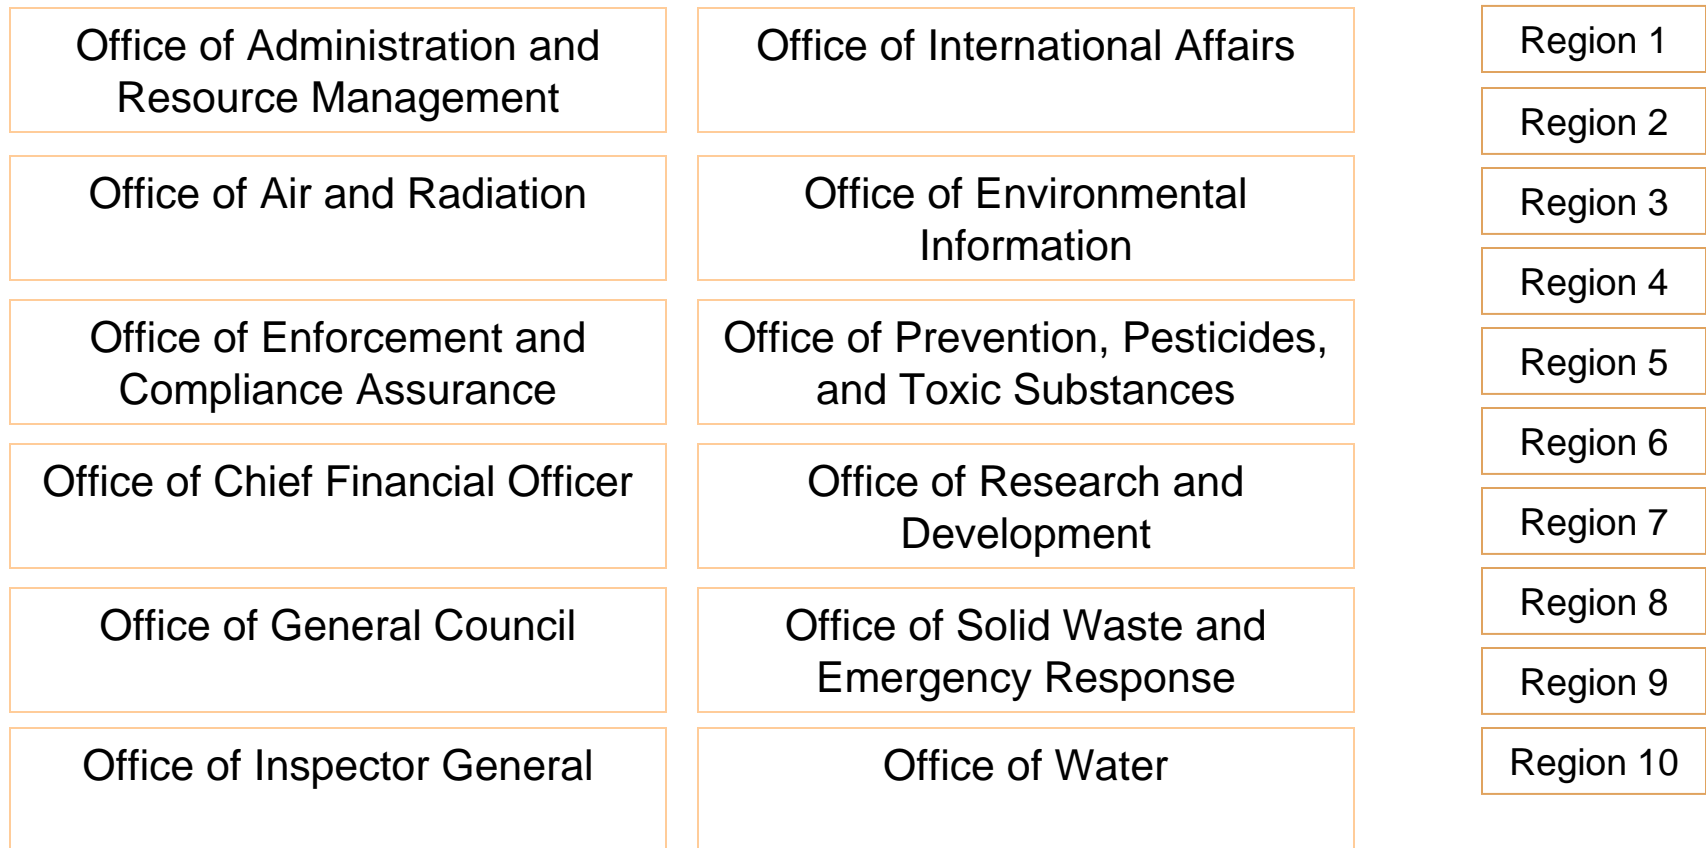 Office of Administration and
Resource Management
Office of International Affairs
Office of Air and Radiation
Office of Environmental
Information
Office of Enforcement and
Compliance Assurance
Office of Prevention, Pesticides,
and Toxic Substances
Office of Chief Financial Officer
Office of Research and
Development
Office of General Council
Office of Solid Waste and
Emergency Response
Office of Inspector General
Office of Water
Region 1
Region 2
Region 3
Region 4
Region 5
Region 6
Region 7
Region 8
Region 9
Region 10